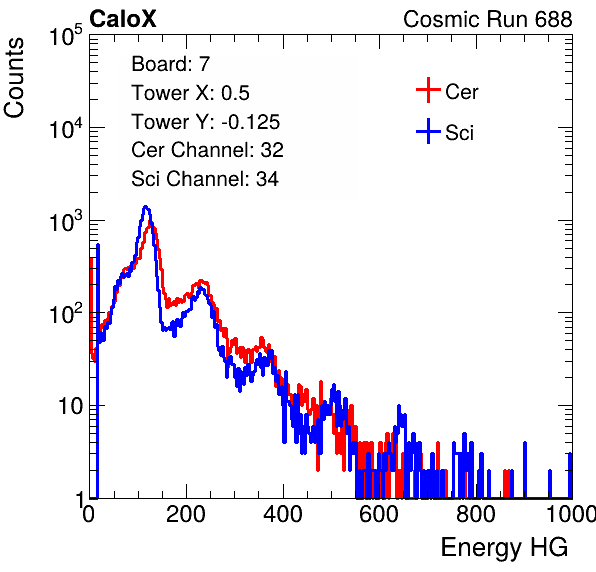 CaloX Cosmic Run 688
Counts
10^5
10^4
10^3
10^2
10
1
Board: 7
Tower X: 0.5
Tower Y: -0.125
Cer Channel: 32
Sci Channel: 34
Cer
Sci
0 200 400 600 800 1000
Energy HG